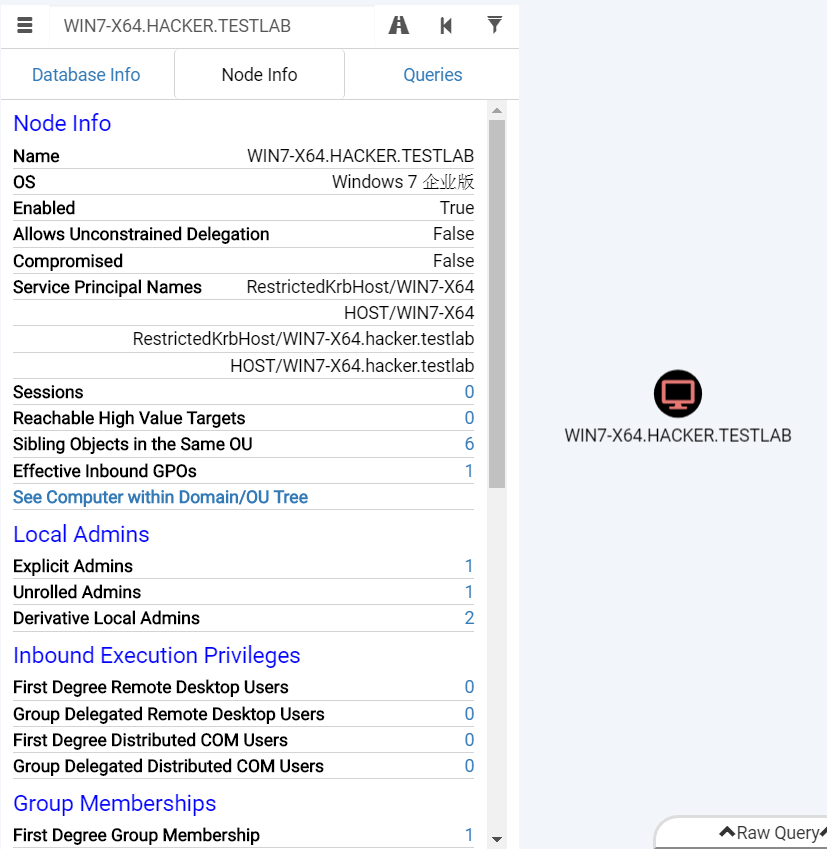 WIN7-X64.HACKER.TESTLAB
Database Info Node Info Queries
Node Info
Name WIN7-X64.HACKER.TESTLAB
OS Windows 7 企业版
Enabled True
Allows Unconstrained Delegation False
Compromised False
Service Principal Names RestrictedKrbHost/WIN7-X64
HOST/WIN7-X64
RestrictedKrbHost/WIN7-X64.hacker.testlab
HOST/WIN7-X64.hacker.testlab
Sessions 0
Reachable High Value Targets 0
Sibling Objects in the Same OU 6
Effective Inbound GPOs 1
See Computer within Domain/OU Tree
Local Admins
Explicit Admins 1
Unrolled Admins 1
Derivative Local Admins 2
Inbound Execution Privileges
First Degree Remote Desktop Users 0
Group Delegated Remote Desktop Users 0
First Degree Distributed COM Users 0
Group Delegated Distributed COM Users 0
Group Memberships
First Degree Group Membership 1
WIN7-X64.HACKER.TESTLAB
Raw Query